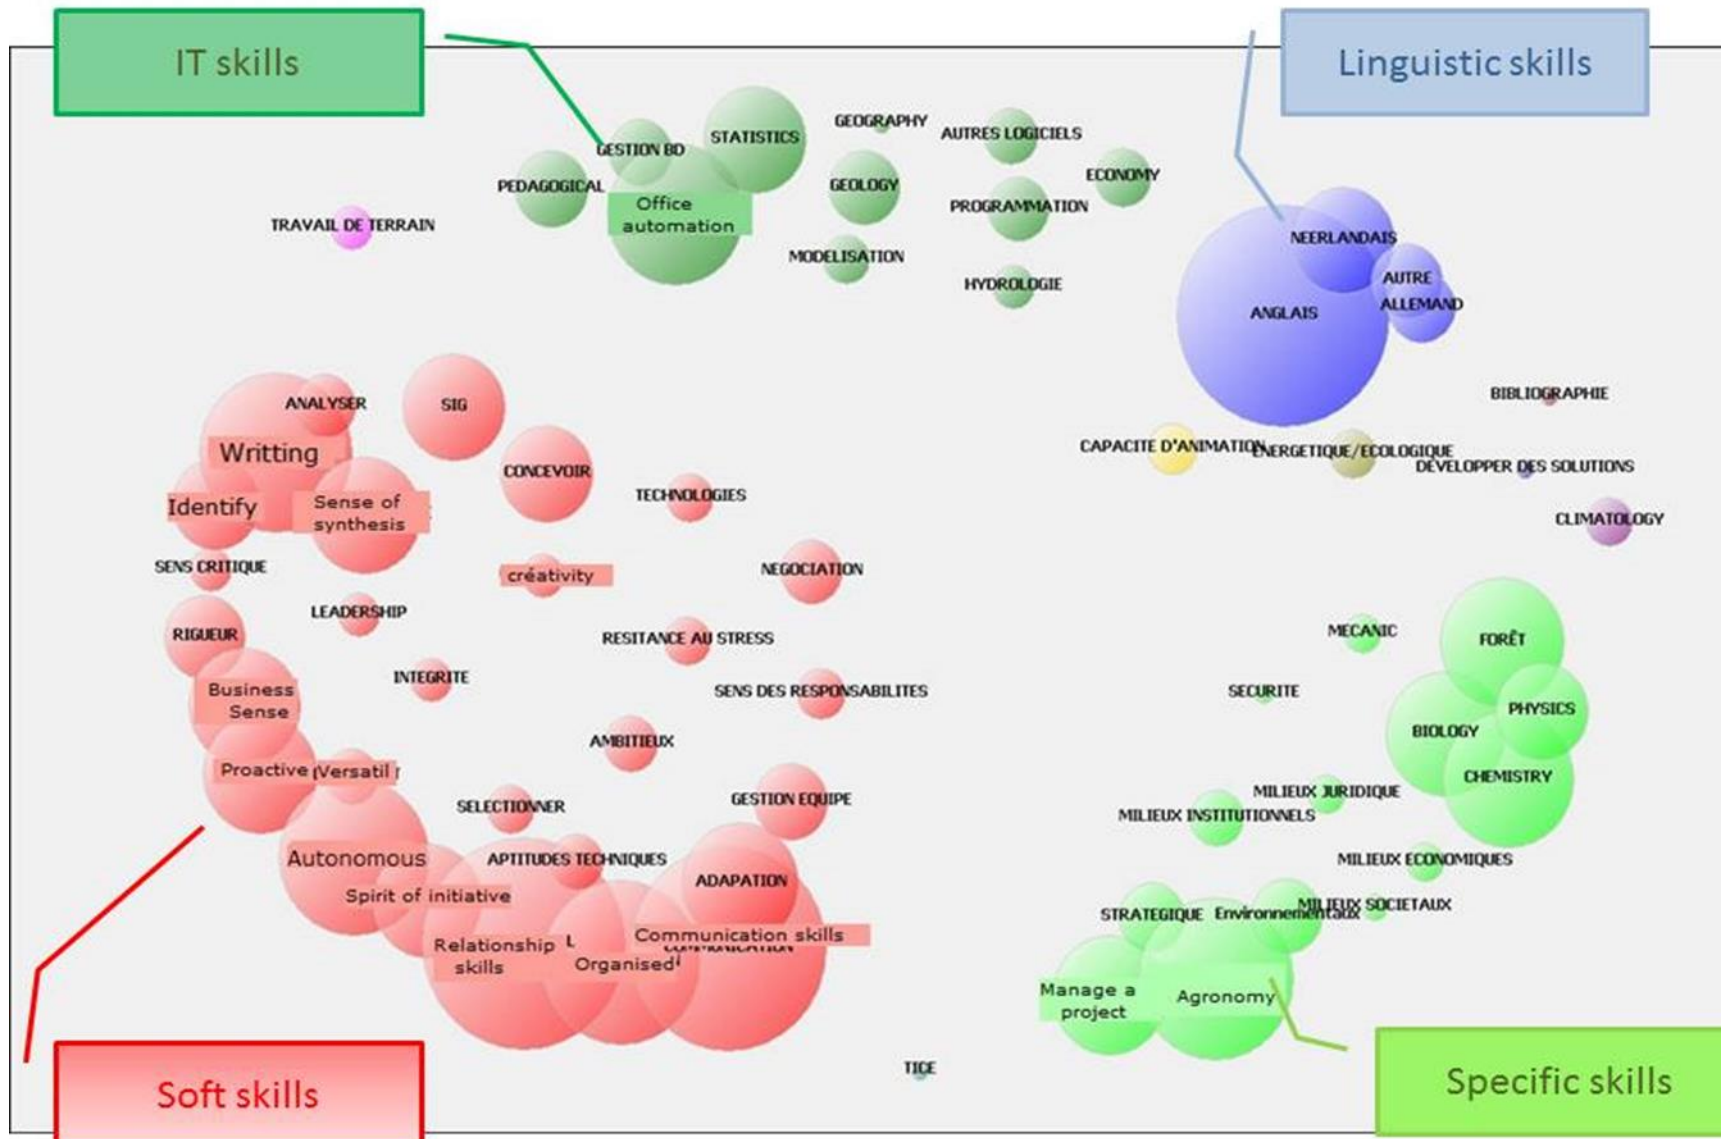 IT skills
Linguistic skills
GEOGRAPHY
STATISTICS
AUTRES LOGICIELS
GESTION BD
ECONOMY
PEDAGOGICAL
GEOLOGY
Office
automation
PROGRAMMATION
TRAVAIL DE TERRAIN
NEERLANDAIS
MODELISATION
AUTRE
HYDROLOGIE
ALLEMAND
ANGLAIS
BIBLIOGRAPHIE
ANALYSER
SIG
CAPACITE D'ANIMATION
ENERGETIQUE/ECOLOGIQUE
Writting
DEVELOPPER DES SOLUTIONS
CONCEVOIR
TECHNOLOGIES
Identify
Sense of
synthesis
CLIMATOLOGY
SENS CRITIQUE
créativity
NEGOCIATION
LEADERSHIP
RIGUEUR
RESITANCE AU STRESS
MECANIC
FORÊT
INTEGRITE
Business
Sense
SENS DES RESPONSABILITES
SECURITE
PHYSICS
BIOLOGY
AMBITIEUX
Proactive
Versatil
CHEMISTRY
SELECTIONNER
GESTION EQUIPE
MILIEUX JURIDIQUE
MILIEUX INSTITUTIONNELS
Autonomous
APTITUDES TECHNIQUES
MILIEUX ECONOMIQUES
ADAPATION
Spirit of initiative
STRATEGIQUE
Environnementaux
MILIEUX SOCIETAUX
Communication skills
Relationship
skills
L
Organised
Manage a
project
Agronomy
TICE
Soft skills
Specific skills